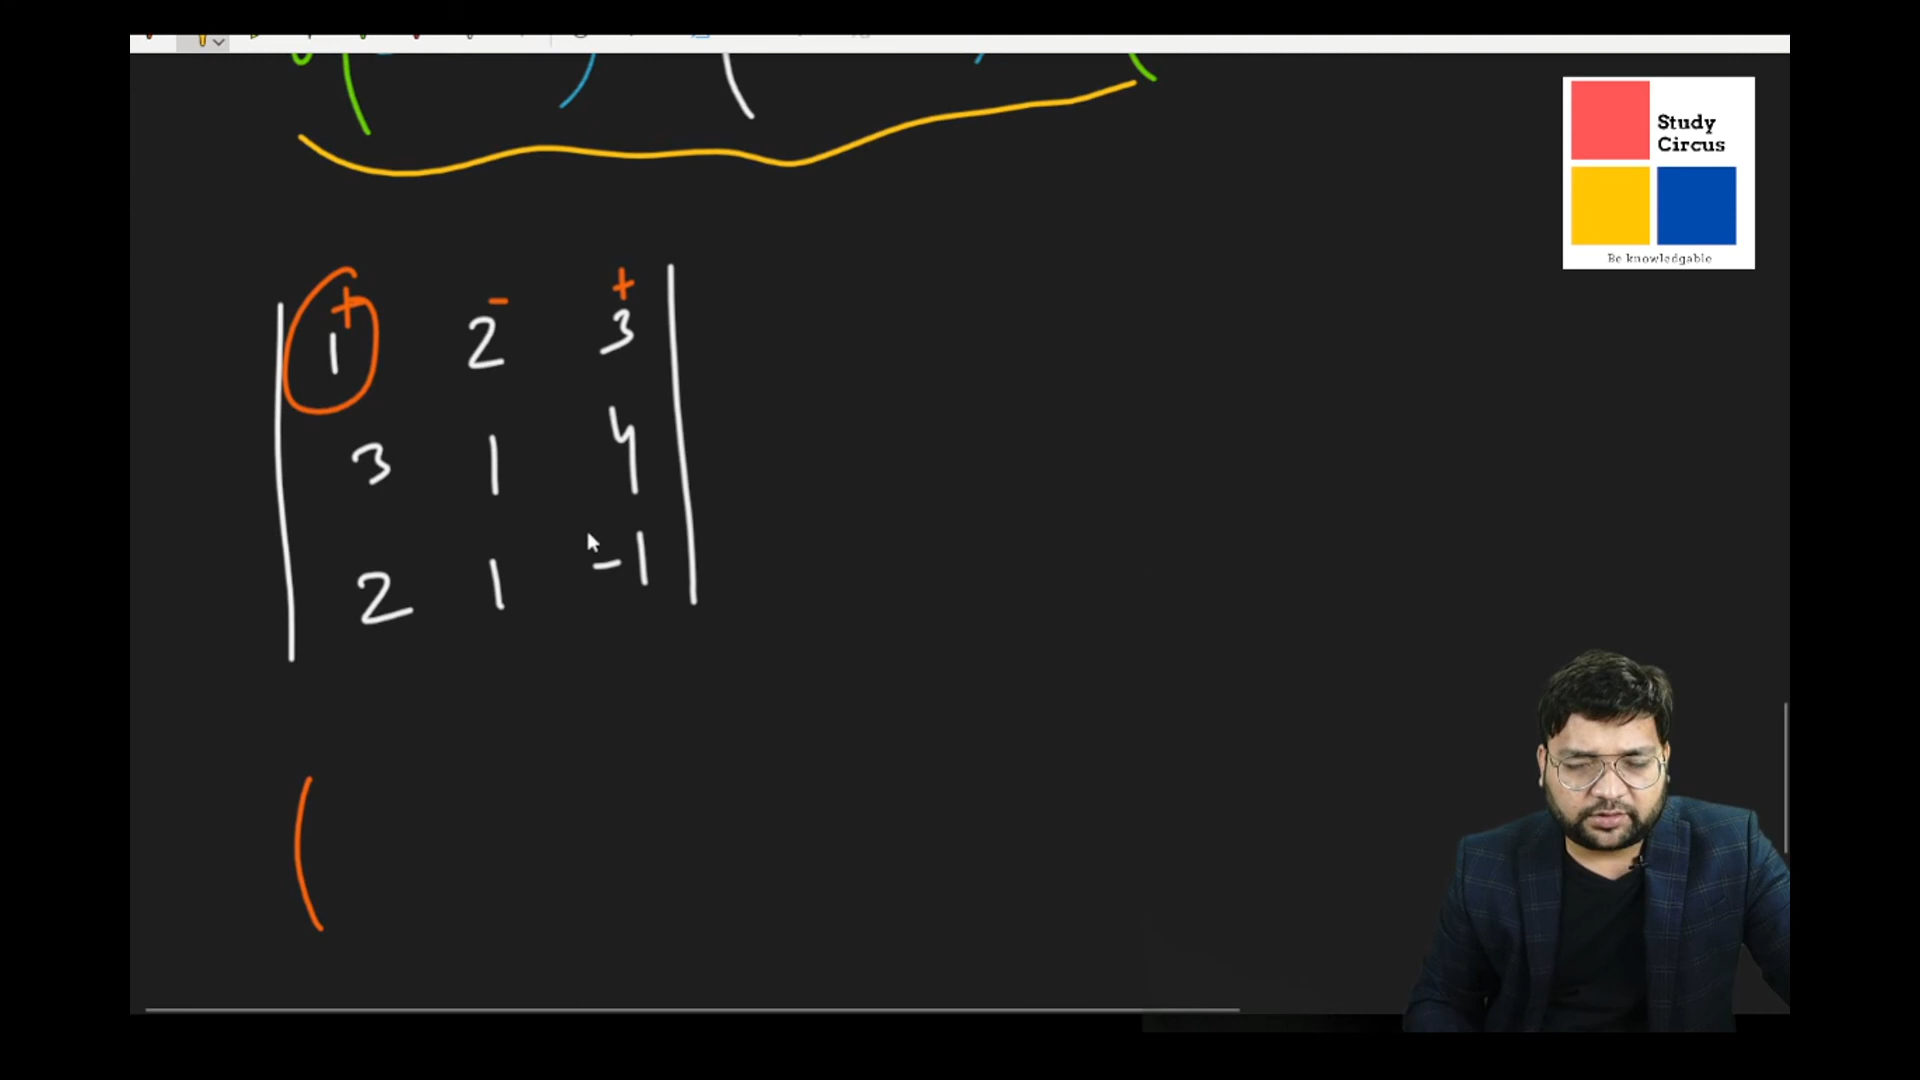 Study
Circus
Be knowledgable
+ - +
1 2 3
3 1 4
2 1 -1
(